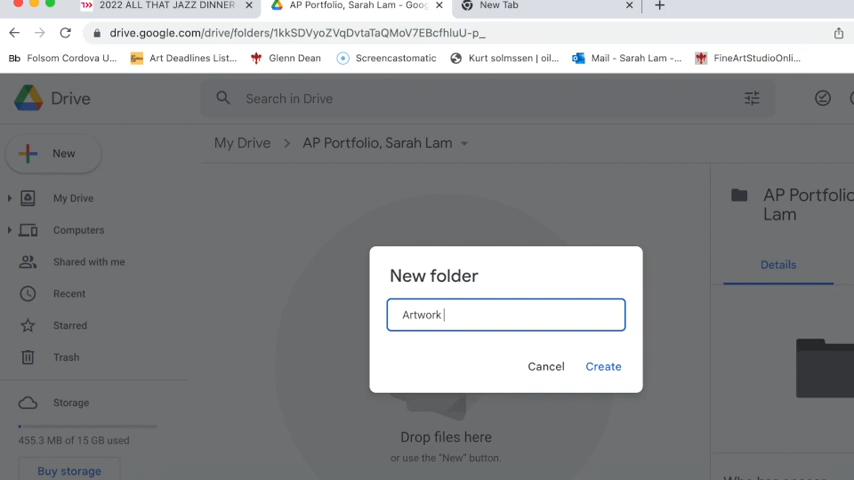 2022 ALL THAT JAZZ DINNER
AP Portfolio, Sarah Lam - Goog
New Tab
drive.google.com/drive/folders/1kkSDVyoZVqDvtaTaQMoV7EBcfhIuU-p_
Bb Folsom Cordova U...
Art Deadlines List...
Glenn Dean
Screencastomatic
Kurt solmssen | oil...
Mail - Sarah Lam -...
FineArtStudioOnli...
Drive
Search in Drive
New
My Drive > AP Portfolio, Sarah Lam
My Drive
Computers
Shared with me
Recent
Starred
Trash
Storage
455.3 MB of 15 GB used
Buy storage
New folder
Artwork
Cancel
Create
Drop files here
or use the "New" button.
AP Portfolio
Lam
Details